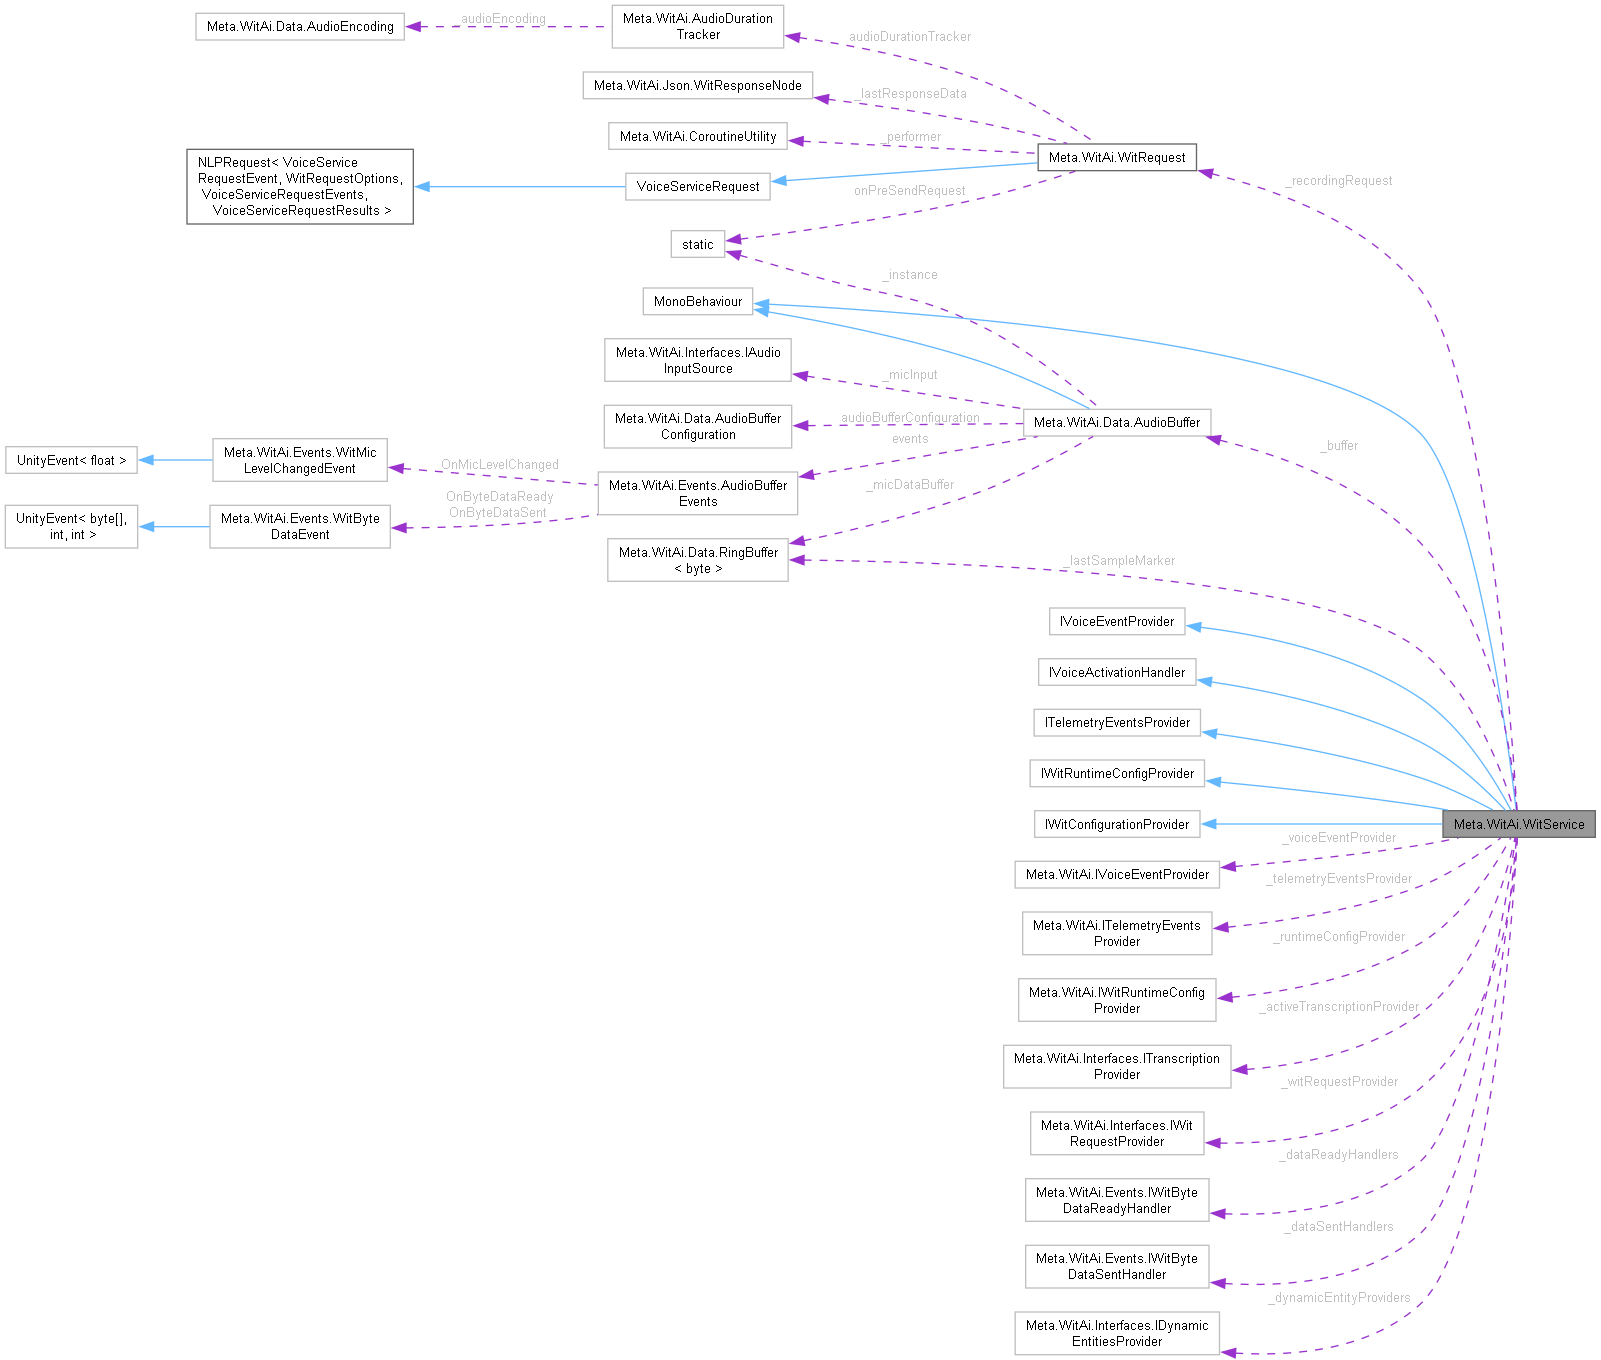 Meta.WitAi.Data.AudioEncoding
_audioEncoding
Meta.WitAi.AudioDuration
Tracker
audioDurationTracker
Meta.WitAi.Json.WitResponseNode
_lastResponseData
Meta.WitAi.CoroutineUtility
_performer
Meta.WitAi.WitRequest
NLPRequest< VoiceService
RequestEvent, WitRequestOptions,
VoiceServiceRequestEvents,
VoiceServiceRequestResults >
VoiceServiceRequest
onPreSendRequest
_recordingRequest
static
_instance
MonoBehaviour
Meta.WitAi.Interfaces.IAudio
InputSource
_micInput
Meta.WitAi.Data.AudioBuffer
Configuration
audioBufferConfiguration
events
Meta.WitAi.Data.AudioBuffer
_buffer
UnityEvent< float >
Meta.WitAi.Events.WitMic
LevelChangedEvent
OnMicLevelChanged
Meta.WitAi.Events.AudioBuffer
Events
_micDataBuffer
OnByteDataReady
OnByteDataSent
UnityEvent< byte[],
int, int >
Meta.WitAi.Events.WitByte
DataEvent
Meta.WitAi.Data.RingBuffer
< byte >
_lastSampleMarker
IVoiceEventProvider
IVoiceActivationHandler
ITelemetryEventsProvider
IWitRuntimeConfigProvider
IWitConfigurationProvider
Meta.WitAi.WitService
_voiceEventProvider
Meta.WitAi.IVoiceEventProvider
_telemetryEventsProvider
Meta.WitAi.ITelemetryEvents
Provider
_runtimeConfigProvider
Meta.WitAi.IWitRuntimeConfig
Provider
_activeTranscriptionProvider
Meta.WitAi.Interfaces.ITranscription
Provider
_witRequestProvider
Meta.WitAi.Interfaces.IWit
RequestProvider
_dataReadyHandlers
Meta.WitAi.Events.IWitByte
DataReadyHandler
_dataSentHandlers
Meta.WitAi.Events.IWitByte
DataSentHandler
_dynamicEntityProviders
Meta.WitAi.Interfaces.IDynamic
EntitiesProvider